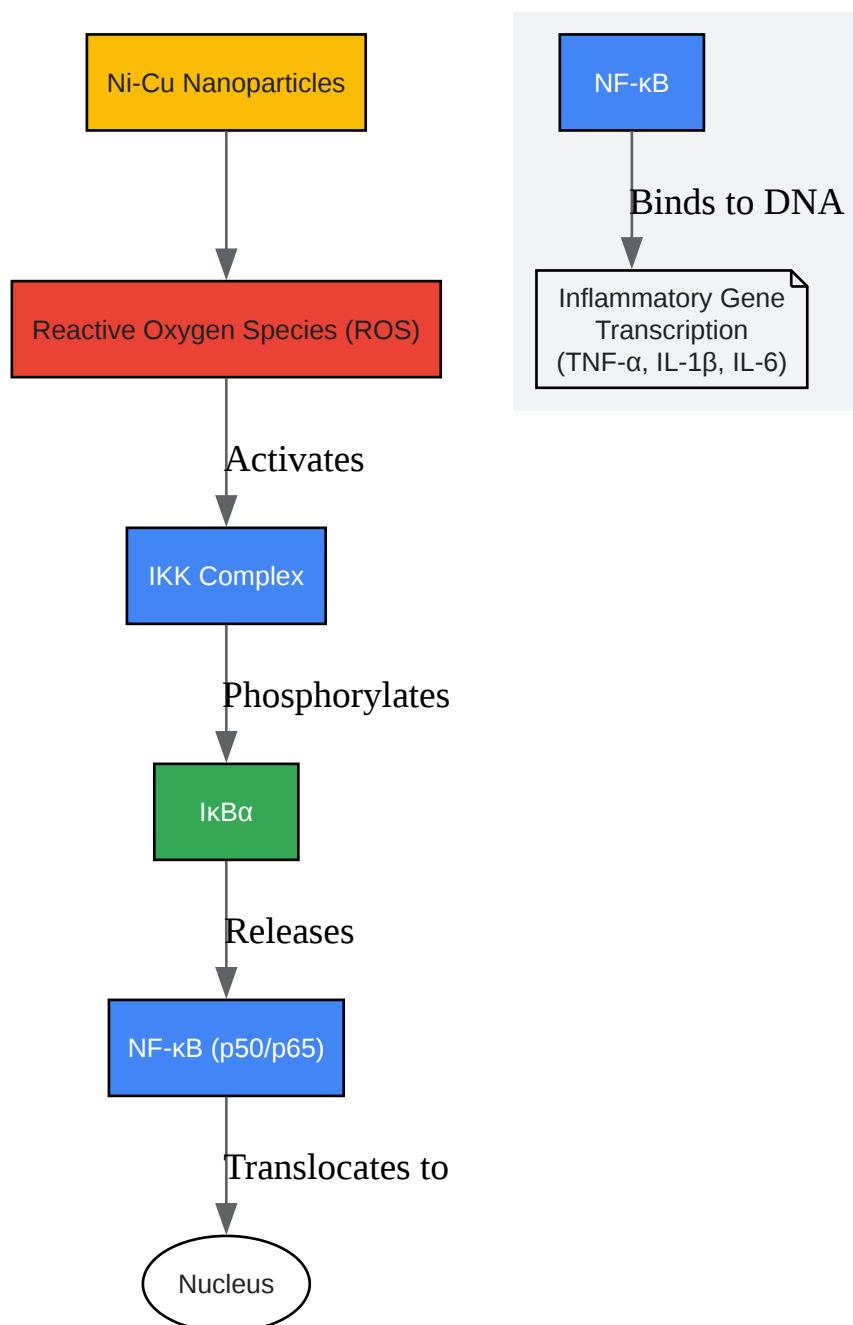 Ni-Cu Nanoparticles
Reactive Oxygen Species (ROS)
Activates
IKK Complex
Phosphorylates
IκBα
Releases
NF-κB (p50/p65)
Translocates to
Nucleus
NF-κB
Binds to DNA
Inflammatory Gene
Transcription
(TNF-α, IL-1β, IL-6)